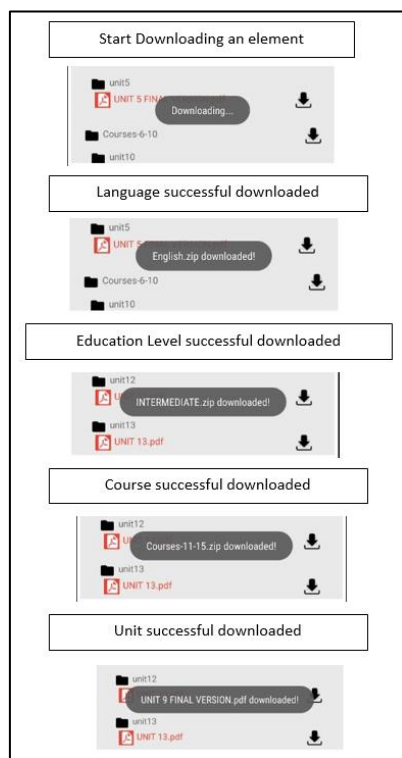 Start Downloading an element
unit5
UNIT 5 FINAL
Downloading...
Courses-6-10
unit10
Language successful downloaded
unit5
UNIT 5
English.zip downloaded!
Courses-6-10
unit10
Education Level successful downloaded
unit12
INTERMEDIATE.zip downloaded!
unit13
UNIT 13.pdf
Course successful downloaded
unit12
Courses-11-15.zip downloaded!
unit13
UNIT 13.pdf
Unit successful downloaded
unit12
UNIT 9 FINAL VERSION.pdf downloaded!
unit13
UNIT 13.pdf